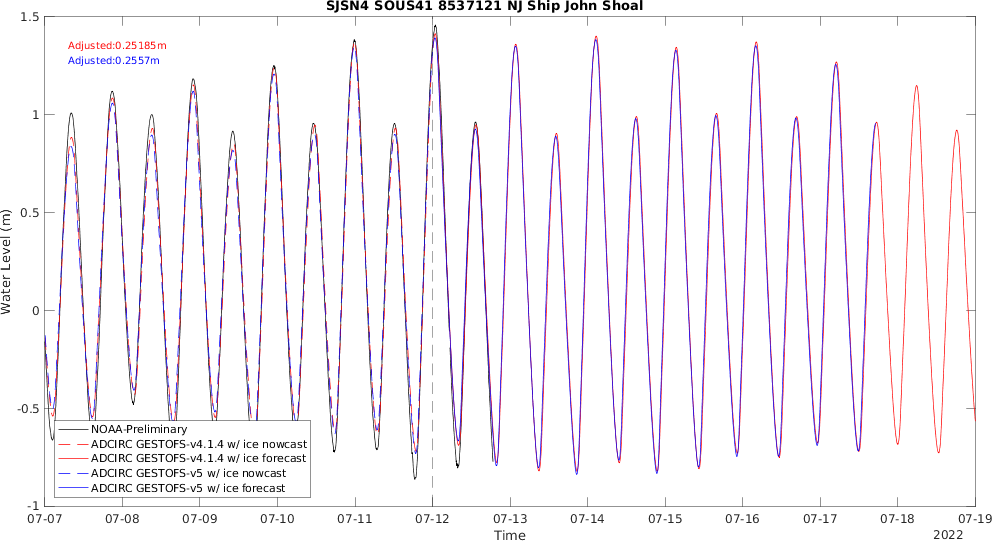 SJSN4 SOUS41 8537121 NJ Ship John Shoal
1.5
Adjusted:0.25185m
Adjusted:0.2557m
1
0.5
Water Level (m)
0
-0.5
NOAA-Preliminary
ADCIRC GESTOFS-v4.1.4 w/ ice nowcast
ADCIRC GESTOFS-v4.1.4 w/ ice forecast
ADCIRC GESTOFS-v5 w/ ice nowcast
ADCIRC GESTOFS-v5 w/ ice forecast
-1
07-07 07-08 07-09 07-10 07-11 07-12 07-13 07-14 07-15 07-16 07-17 07-18 07-19
Time
2022